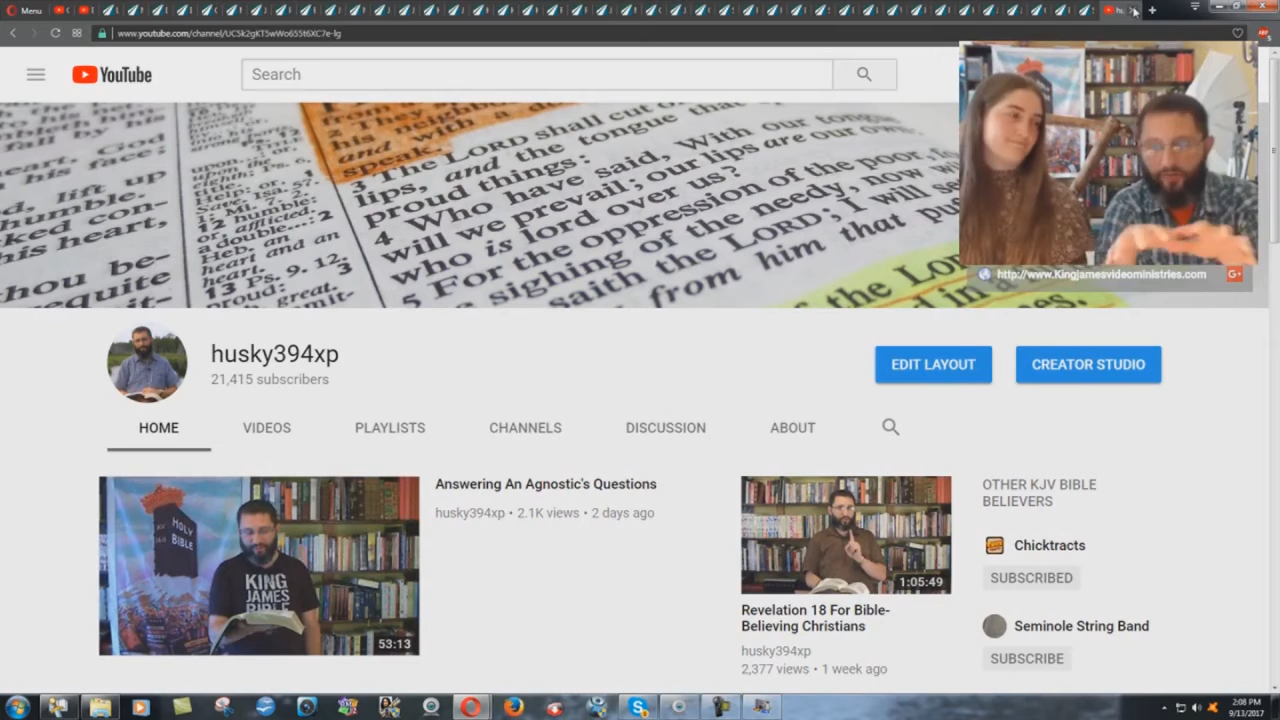 Menu
www.youtube.com/channel/UC5k2gKT5wWo655t6XC7e-lg
YouTube
Search
speak.
3 The LORD shall cut
lips, and the tongue that
proud things:
4 Who have said, With our
will we prevail; our lips are our own:
who is lord over us?
5 For the oppression of the poor,
sighing of the needy, now
saith the LORD; I will
from him that
http://www.Kingjamesvideoministries.com
husky394xp
21,415 subscribers
EDIT LAYOUT
CREATOR STUDIO
HOME
VIDEOS
PLAYLISTS
CHANNELS
DISCUSSION
ABOUT
HOLY
BIBLE
KING
JAMES
BIBLE
53:13
Answering An Agnostic's Questions
husky394xp • 2.1K views • 2 days ago
1:05:49
Revelation 18 For Bible-
Believing Christians
husky394xp
2,377 views • 1 week ago
OTHER KJV BIBLE
BELIEVERS
Chicktracts
SUBSCRIBED
Seminole String Band
SUBSCRIBE
2:08 PM
9/13/2017